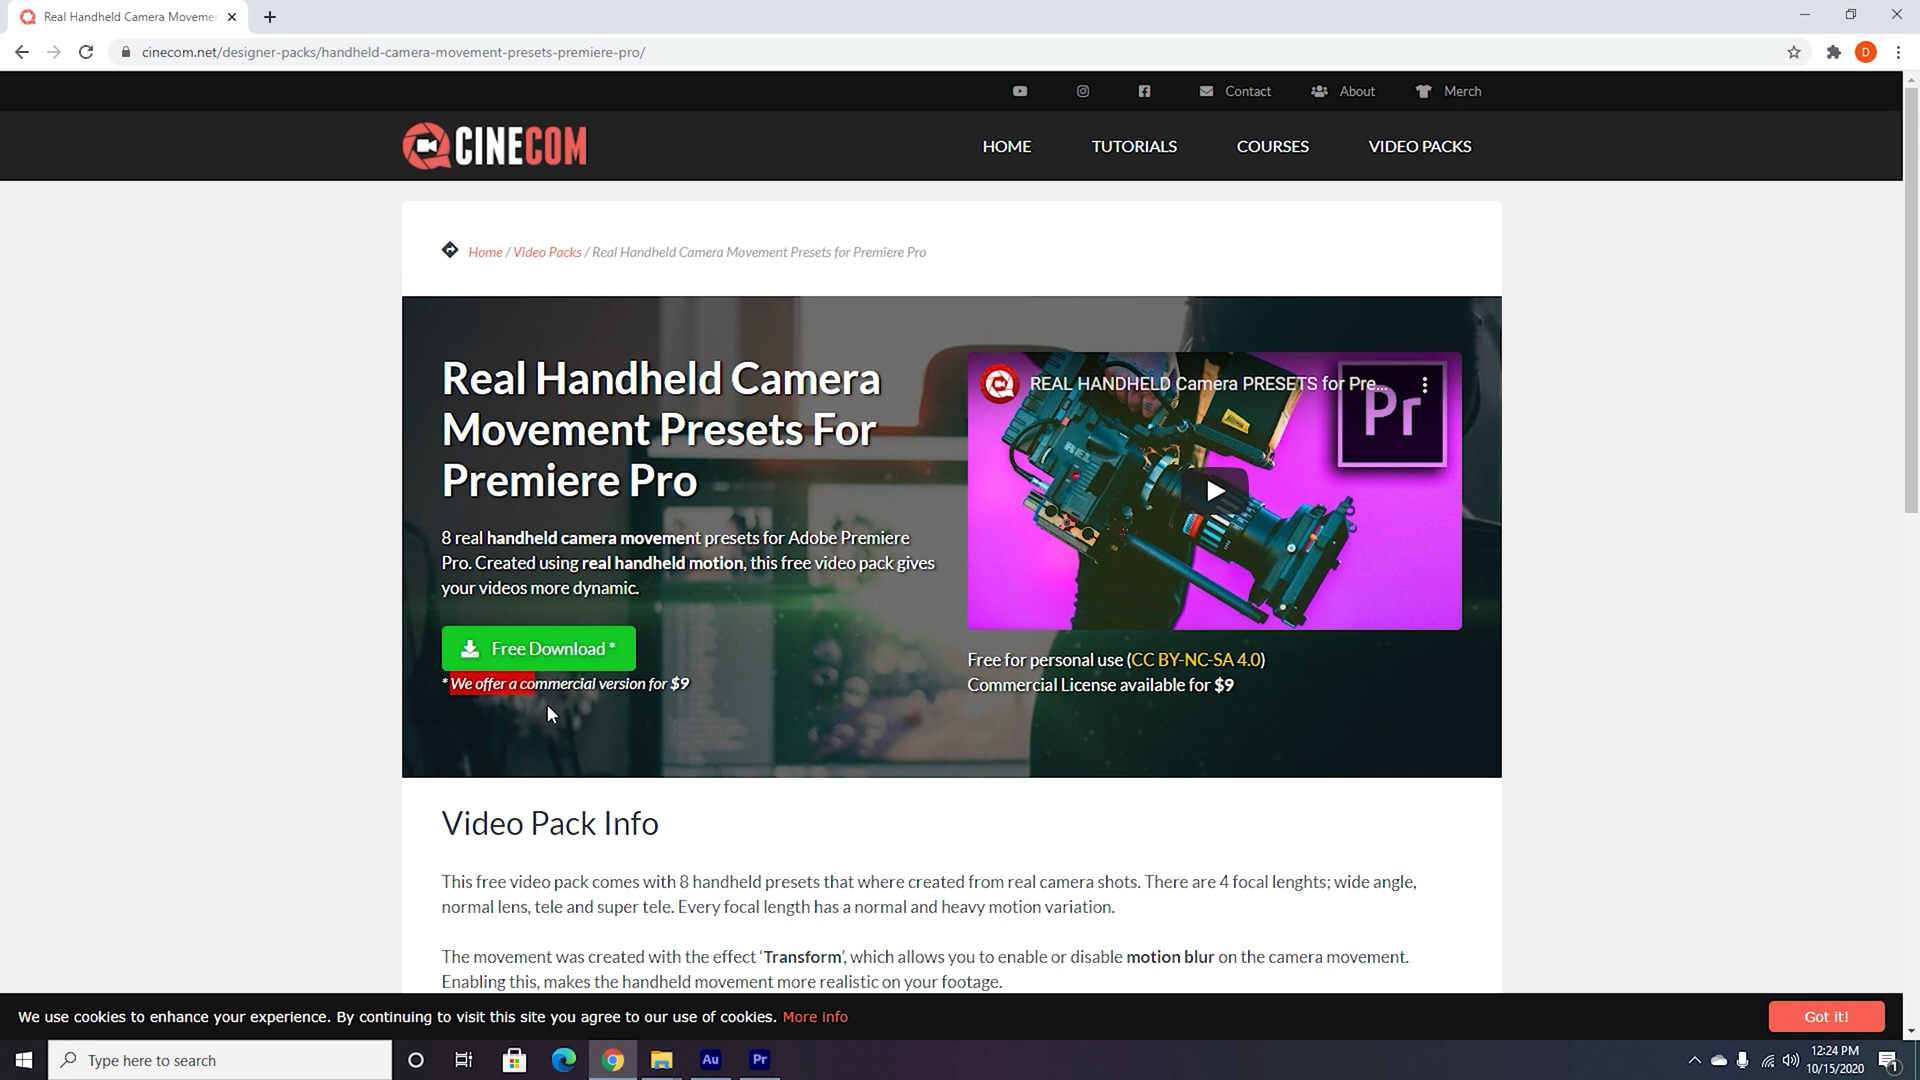 Real Handheld Camera Moveme
cinecom.net/designer-packs/handheld-camera-movement-presets-premiere-pro/
D
Contact
About
Merch
CINECOM
HOME
TUTORIALS
COURSES
VIDEO PACKS
Home / Video Packs / Real Handheld Camera Movement Presets for Premiere Pro
Real Handheld Camera
Movement Presets For
Premiere Pro
8 real handheld camera movement presets for Adobe Premiere
Pro. Created using real handheld motion, this free video pack gives
your videos more dynamic.
Free Download *
* We offer a commercial version for $9
REAL HANDHELD Camera PRESETS for Pre...
Pr
Free for personal use (CC BY-NC-SA 4.0)
Commercial License available for $9
Video Pack Info
This free video pack comes with 8 handheld presets that where created from real camera shots. There are 4 focal lenghts; wide angle,
normal lens, tele and super tele. Every focal length has a normal and heavy motion variation.
The movement was created with the effect ‘Transform’, which allows you to enable or disable motion blur on the camera movement.
Enabling this, makes the handheld movement more realistic on your footage.
We use cookies to enhance your experience. By continuing to visit this site you agree to our use of cookies. More info
Got it!
Type here to search
Au
Pr
12:24 PM
10/15/2020
1